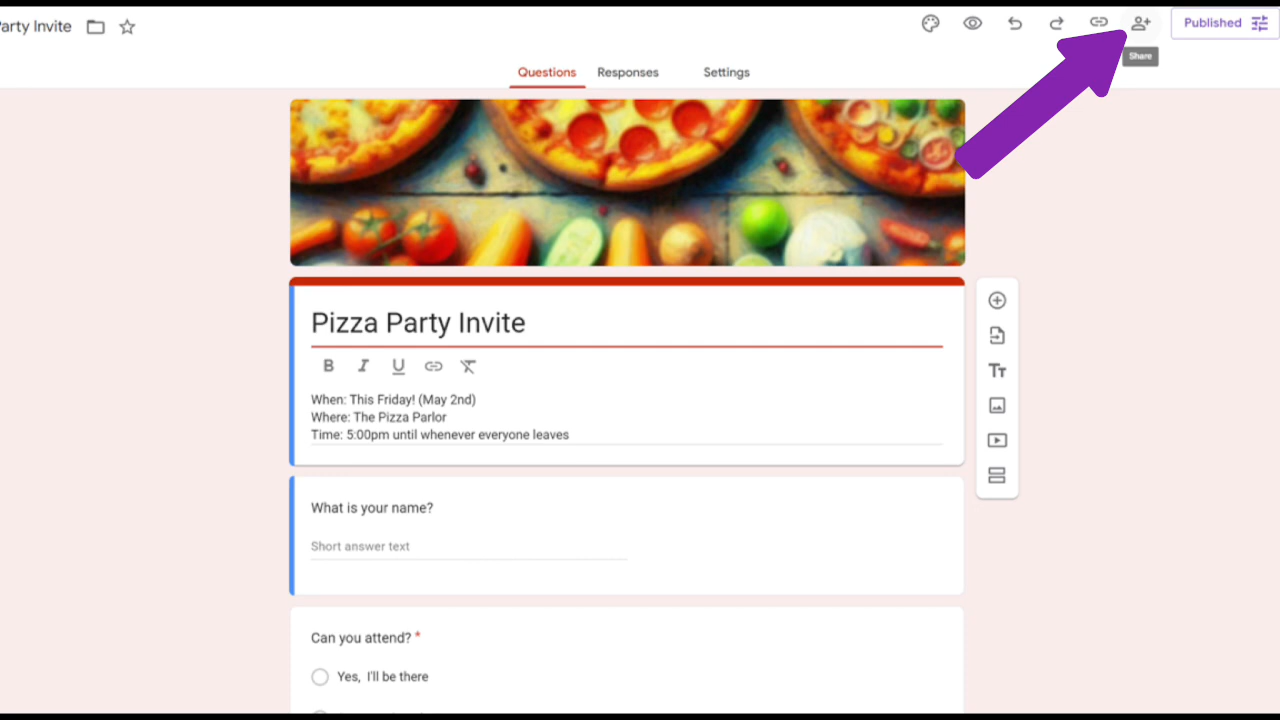 Party Invite
Published
Share
Questions Responses Settings
Pizza Party Invite
B I U
When: This Friday! (May 2nd)
Where: The Pizza Parlor
Time: 5:00pm until whenever everyone leaves
What is your name?
Short answer text
Can you attend? *
Yes, I'll be there